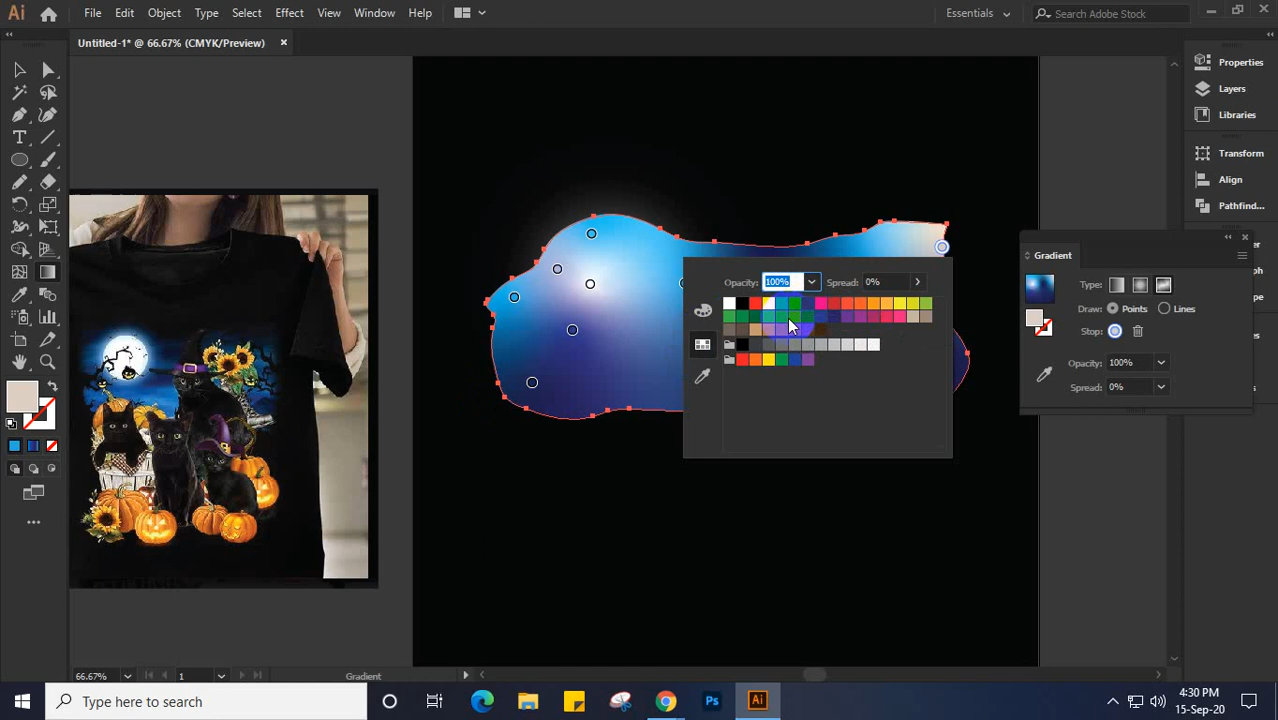 Ai File Edit Object Type Select Effect View Window Help Essentials Search Adobe Stock
Untitled-1* @ 66.67% (CMYK/Preview)
Properties
Layers
Libraries
Transform
Align
Pathfind...
Opacity: 100% Spread: 0%
Gradient
Type:
Draw: Points Lines
Stop:
Opacity: 100%
Spread: 0%
66.67% 1 Gradient
Type here to search
Ps Ai
4:30 PM
15-Sep-20